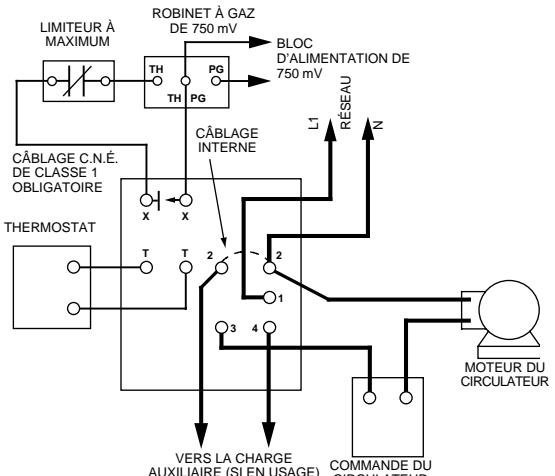 ROBINET À GAZ
DE 750 mV
LIMITEUR À
MAXIMUM
BLOC
D'ALIMENTATION DE
750 mV
TH
PG
TH
PG
L1
RÉSEAU
N
CÂBLAGE
INTERNE
CÂBLAGE C.N.É.
DE CLASSE 1
OBLIGATOIRE
X
X
THERMOSTAT
T
T
2
2
1
3
4
MOTEUR DU
CIRCULATEUR
VERS LA CHARGE
AUXILIAIRE (SI EN USAGE)
COMMANDE DU
CIRCULATEUR